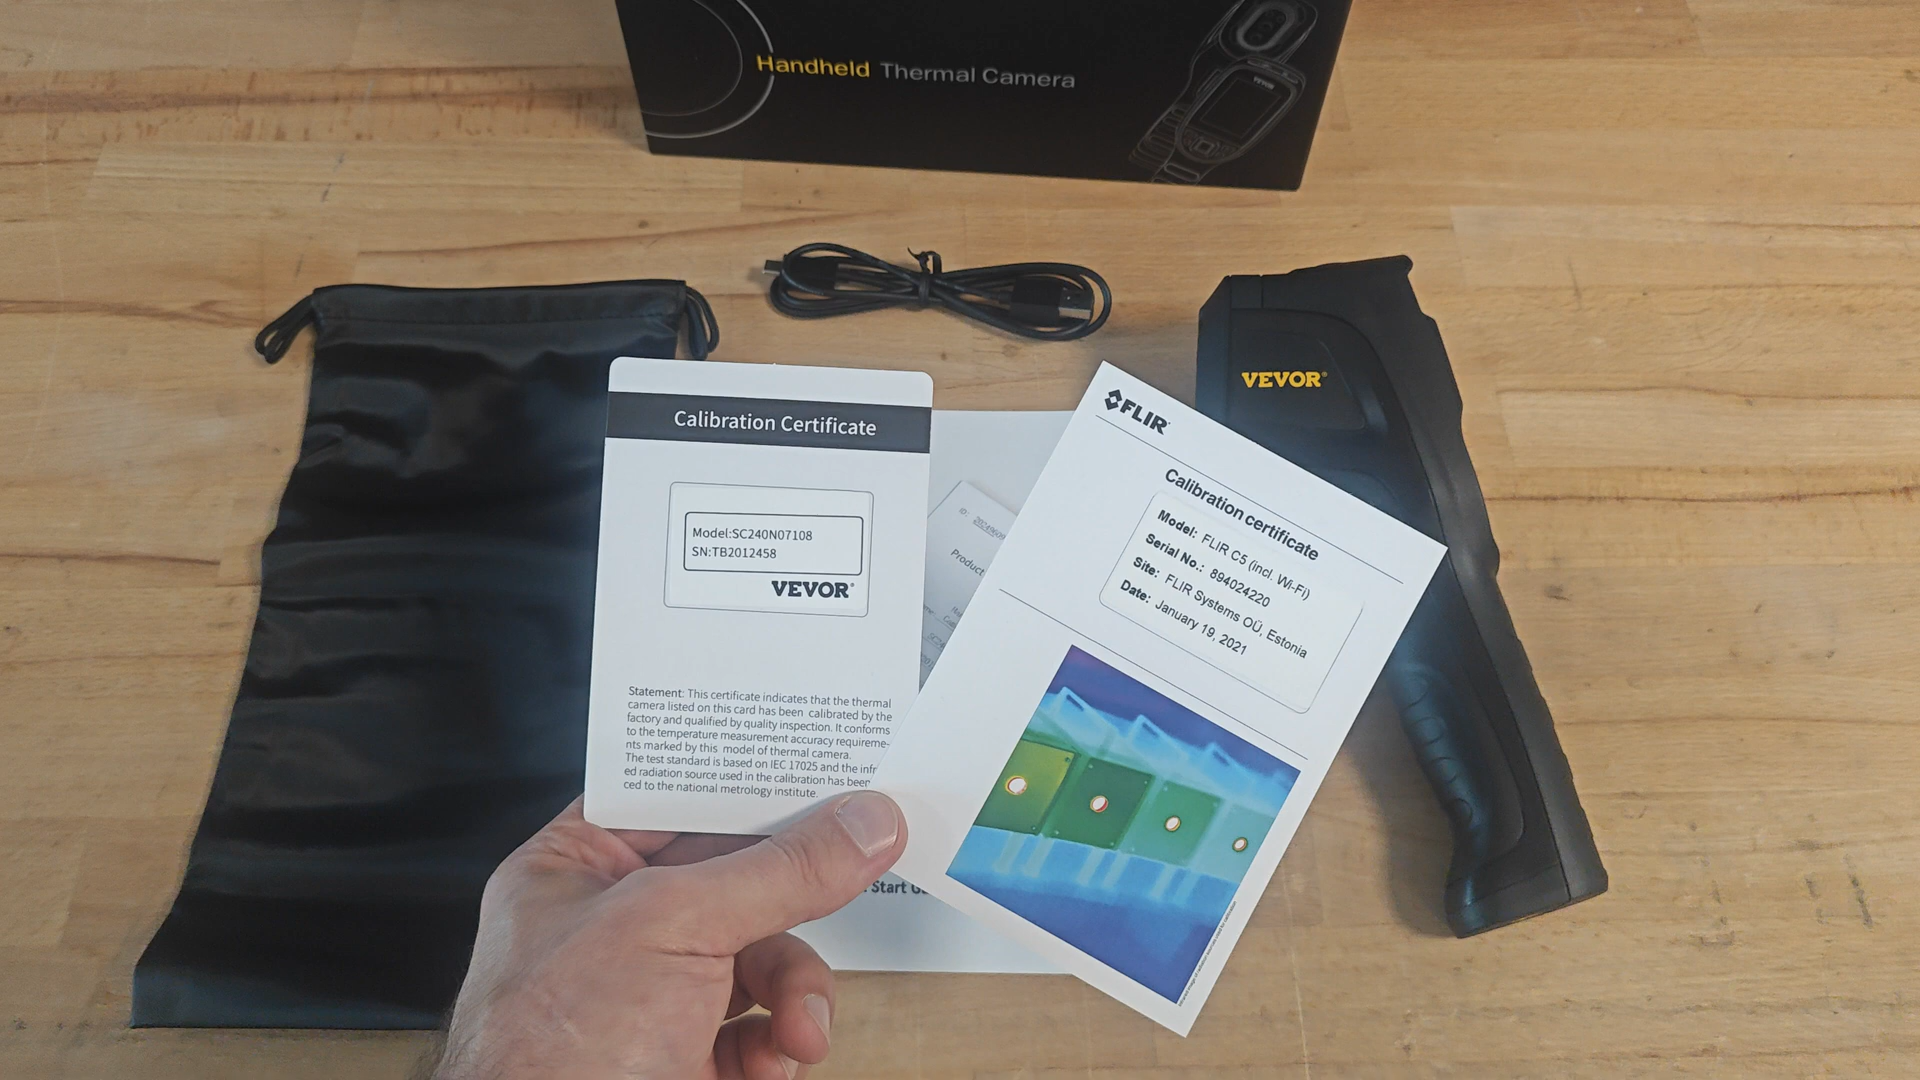 Handheld Thermal Camera
VEVOR
VEVOR®
Calibration Certificate
Model:SC240N07108
SN:TB2012458
VEVOR®
Statement: This certificate indicates that the thermal
camera listed on this card has been calibrated by the
factory and qualified by quality inspection. It conforms
to the temperature measurement accuracy requireme-
nts marked by this model of thermal camera.
The test standard is based on IEC 17025 and the infr
ed radiation source used in the calibration has been
ced to the national metrology institute.
ID:
Product
Start
FLIR
Calibration certificate
Model: FLIR C5 (incl. Wi-Fi)
Serial No.: 894024220
Site: FLIR Systems OÜ, Estonia
Date: January 19, 2021